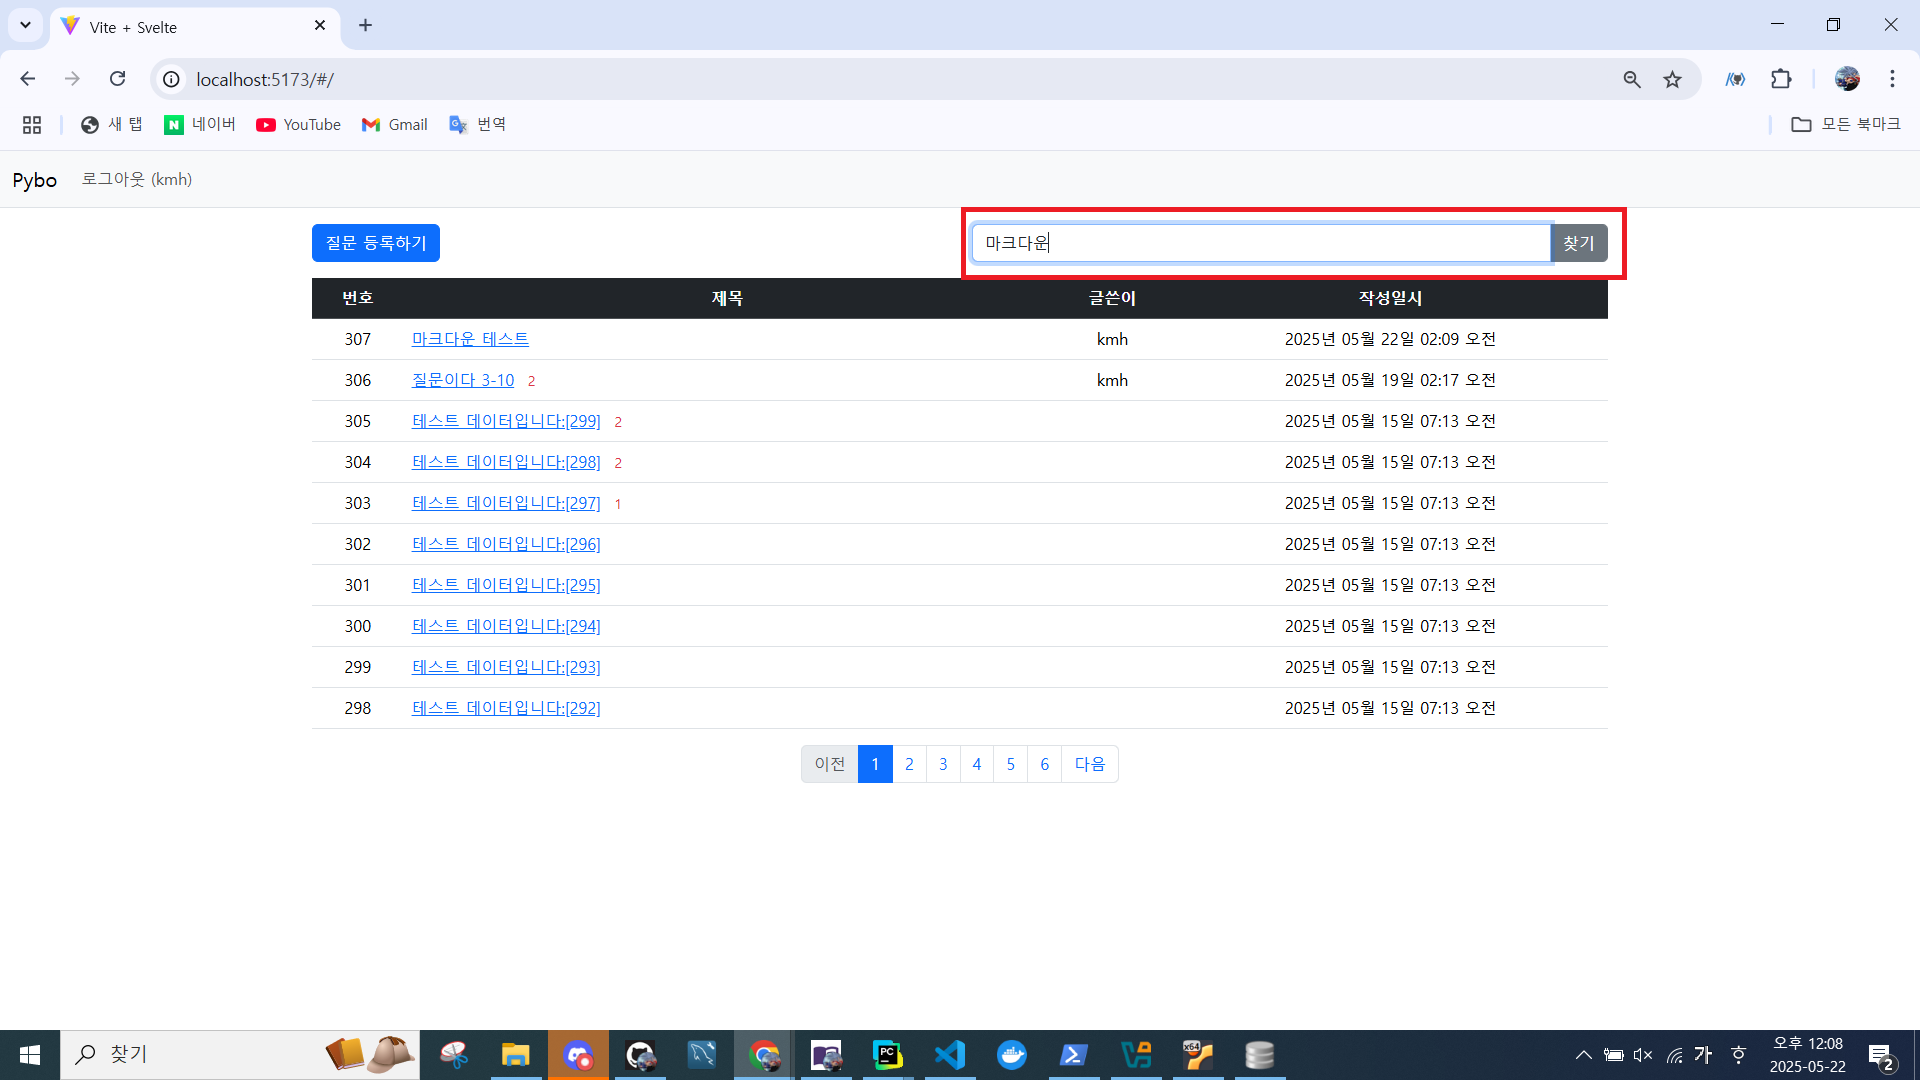 Vite + Svelte
localhost:5173/#/
새 탭
네이버
YouTube
Gmail
번역
모든 북마크
Pybo 로그아웃 (kmh)
질문 등록하기
마크다운 찾기
번호 제목 글쓴이 작성일시
307 마크다운 테스트 kmh 2025년 05월 22일 02:09 오전
306 질문이다 3-10 2 kmh 2025년 05월 19일 02:17 오전
305 테스트 데이터입니다:[299] 2 2025년 05월 15일 07:13 오전
304 테스트 데이터입니다:[298] 2 2025년 05월 15일 07:13 오전
303 테스트 데이터입니다:[297] 1 2025년 05월 15일 07:13 오전
302 테스트 데이터입니다:[296] 2025년 05월 15일 07:13 오전
301 테스트 데이터입니다:[295] 2025년 05월 15일 07:13 오전
300 테스트 데이터입니다:[294] 2025년 05월 15일 07:13 오전
299 테스트 데이터입니다:[293] 2025년 05월 15일 07:13 오전
298 테스트 데이터입니다:[292] 2025년 05월 15일 07:13 오전
이전 1 2 3 4 5 6 다음
찾기
PC
x64
가
오후 12:08
2025-05-22
2